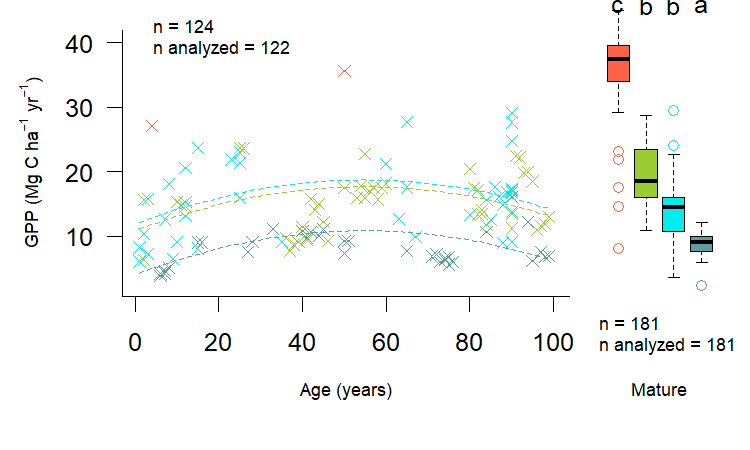 c b b a
n = 124
n analyzed = 122
GPP (Mg C ha⁻¹ yr⁻¹)
40
30
20
10
0 20 40 60 80 100
Age (years)
n = 181
n analyzed = 181
Mature